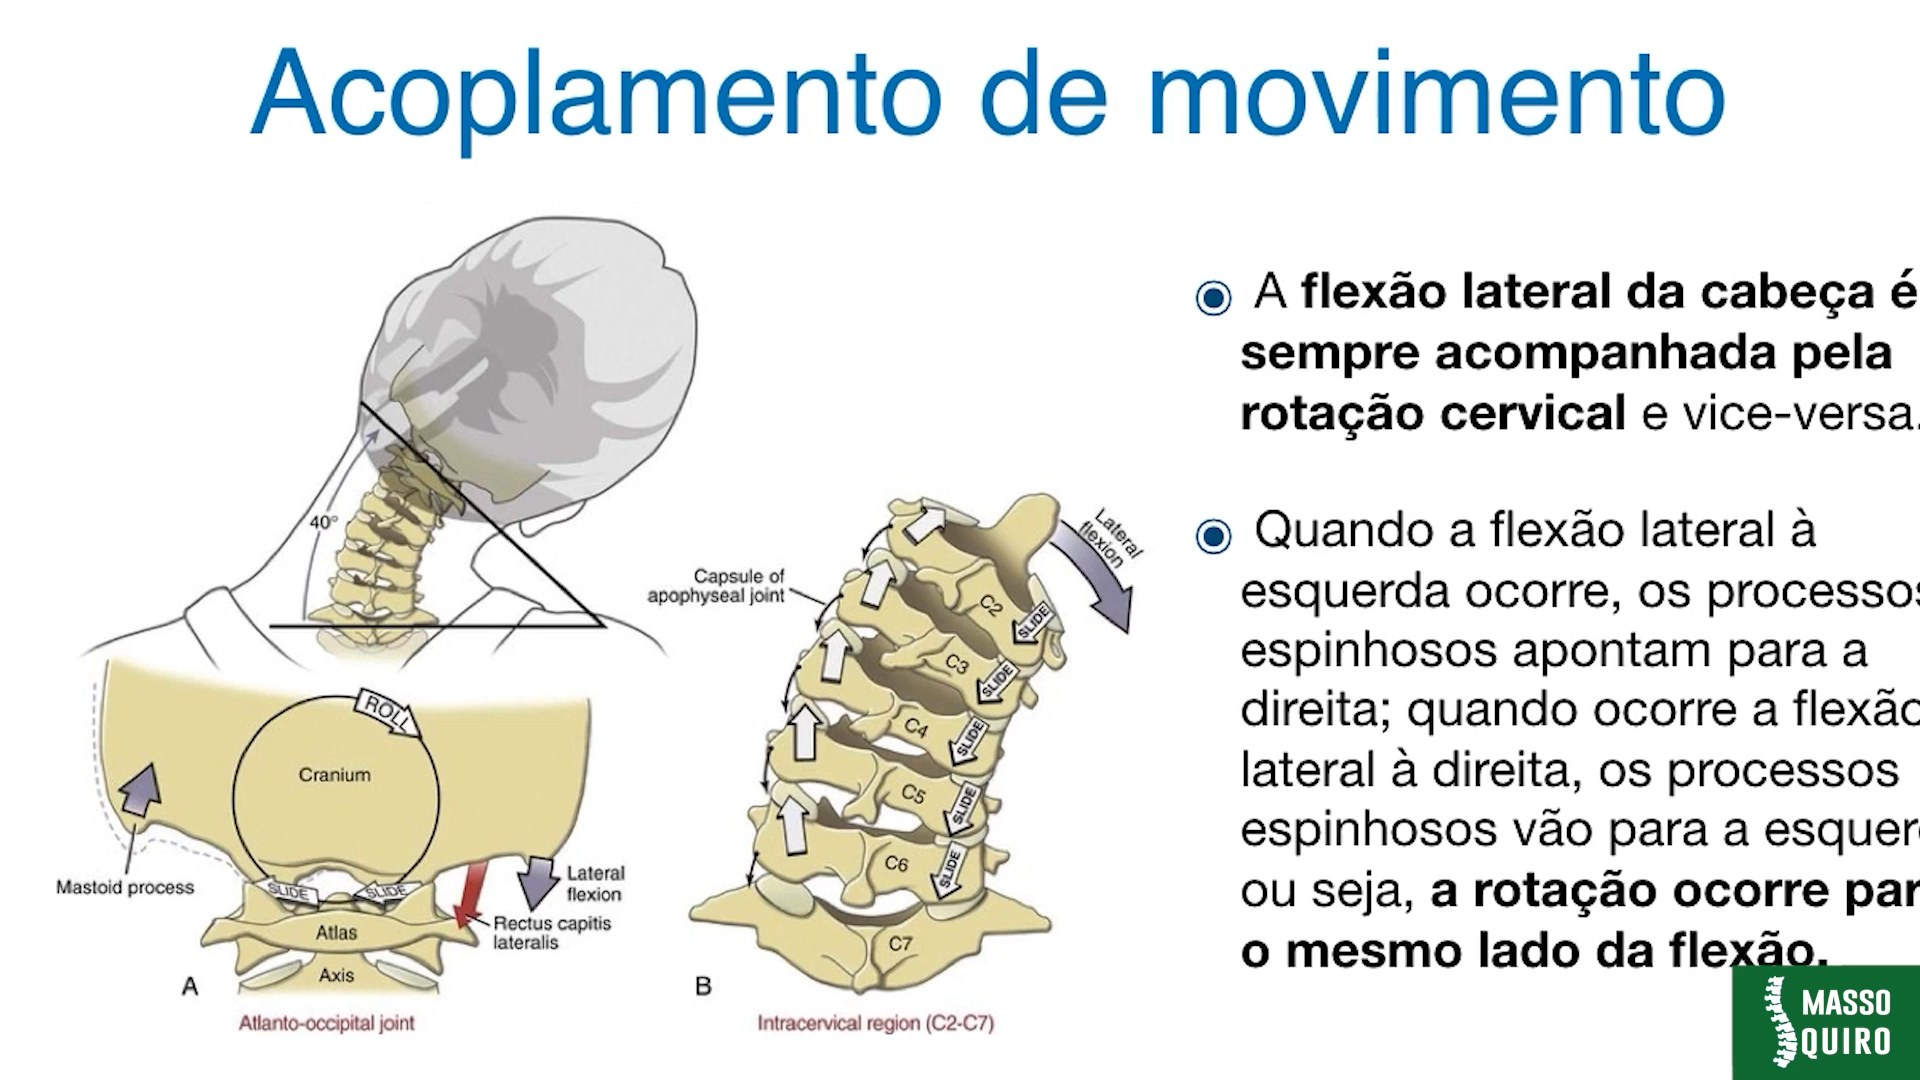 Acoplamento de movimento
A flexão lateral da cabeça é
sempre acompanhada pela
rotação cervical e vice-versa.
Quando a flexão lateral à
esquerda ocorre, os processos
espinhosos apontam para a
direita; quando ocorre a flexão
lateral à direita, os processos
espinhosos vão para a
ou seja, a rotação ocorre
o mesmo lado da flexão.
40°
Capsule of
apophyseal joint
Lateral
flexion
C2
SLIDE
C3
SLIDE
C4
SLIDE
C5
SLIDE
C6
SLIDE
C7
B
Intracervical region (C2-C7)
ROLL
Cranium
Mastoid process
SLIDE
SLIDE
Lateral
flexion
Rectus capitis
lateralis
Atlas
Axis
A
Atlanto-occipital joint
MASSO
QUIRO